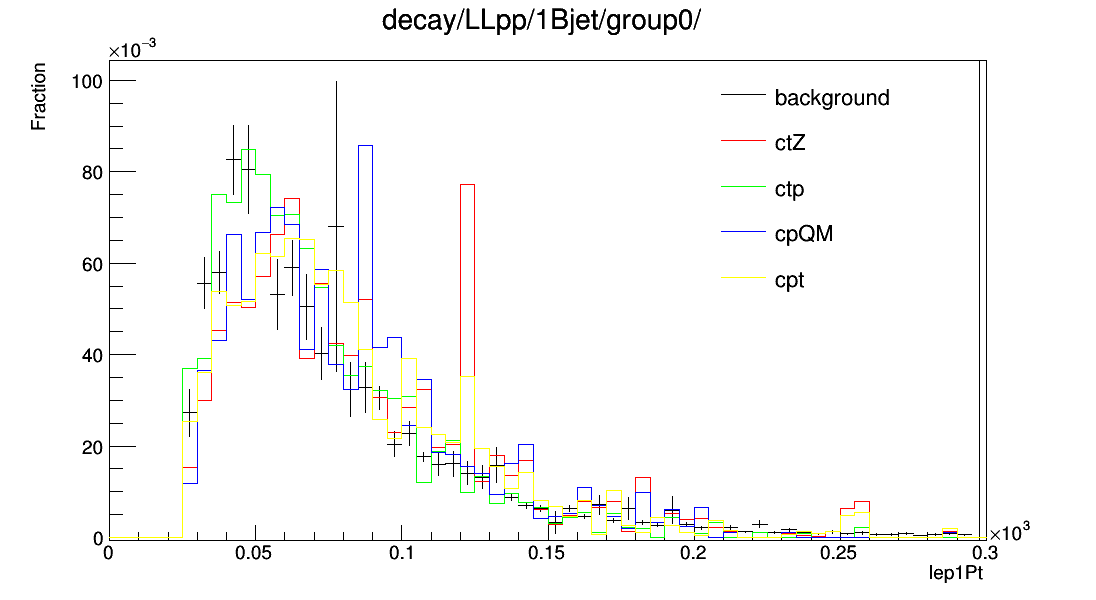 decay/LLpp/1Bjet/group0/
×10⁻³
Fraction
100
80
60
40
20
0
background
ctZ
ctp
cpQM
cpt
0 0.05 0.1 0.15 0.2 0.25 0.3
×10³
lep1Pt